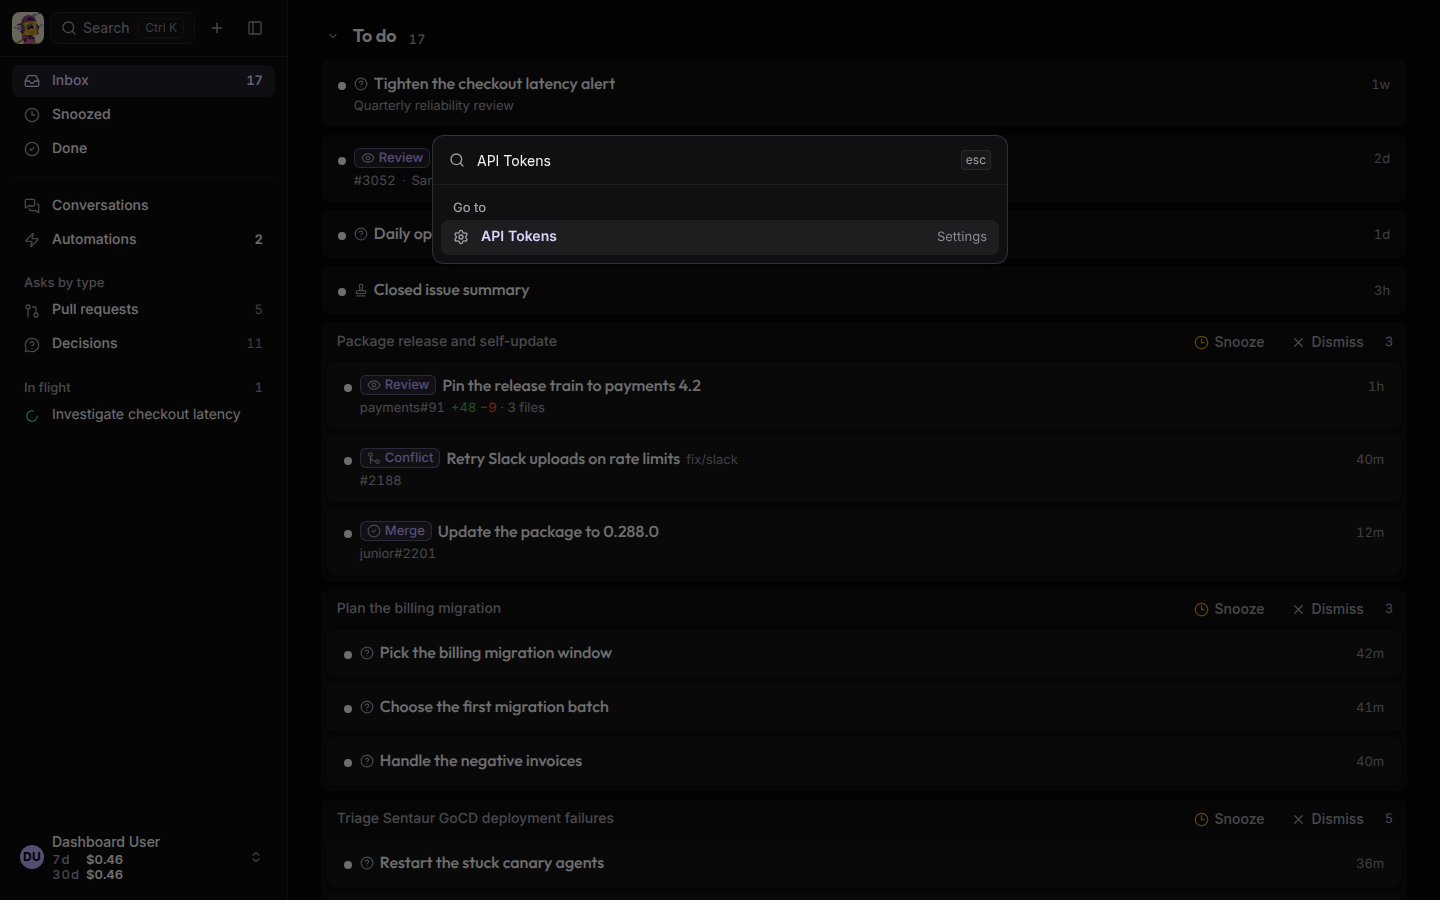 Search Ctrl K
Inbox 17
Snoozed
Done
Conversations
Automations 2
Asks by type
Pull requests 5
Decisions 11
In flight 1
Investigate checkout latency
Dashboard User
DU
7d $0.46
30d $0.46
To do 17
Tighten the checkout latency alert 1w
Quarterly reliability review
Review 2d
#3052 ·
API Tokens esc
Go to
API Tokens Settings
Daily 1d
Closed issue summary 3h
Package release and self-update Snooze Dismiss 3
Review Pin the release train to payments 4.2 1h
payments#91 +48 −9 · 3 files
Conflict Retry Slack uploads on rate limits fix/slack 40m
#2188
Merge Update the package to 0.288.0 12m
junior#2201
Plan the billing migration Snooze Dismiss 3
Pick the billing migration window 42m
Choose the first migration batch 41m
Handle the negative invoices 40m
Triage Sentaur GoCD deployment failures Snooze Dismiss 5
Restart the stuck canary agents 36m